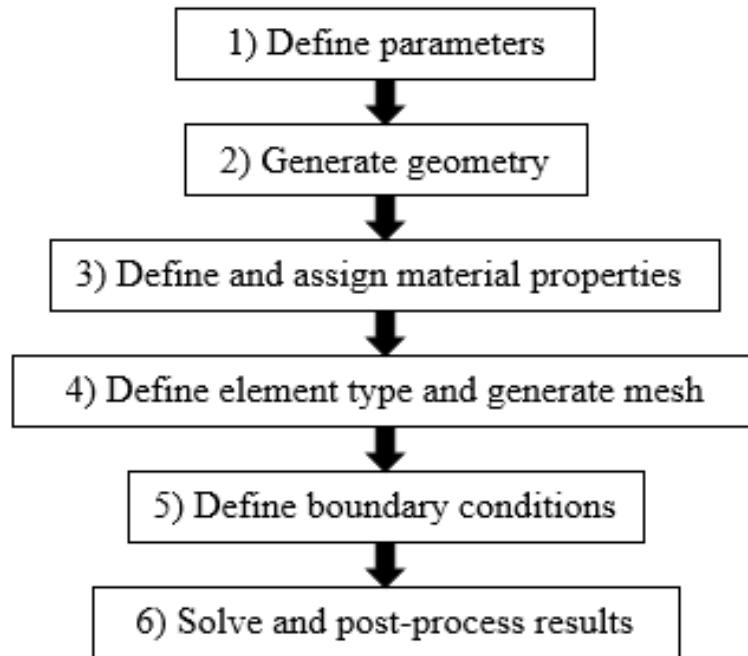 1) Define parameters
2) Generate geometry
3) Define and assign material properties
4) Define element type and generate mesh
5) Define boundary conditions
6) Solve and post-process results